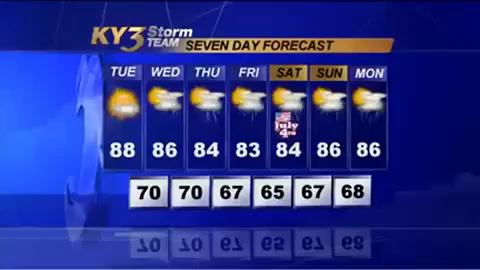 KY3 Storm TEAM
SEVEN DAY FORECAST
TUE WED THU FRI SAT SUN MON
July 4TH
88 86 84 83 84 86 86
70 70 67 65 67 68